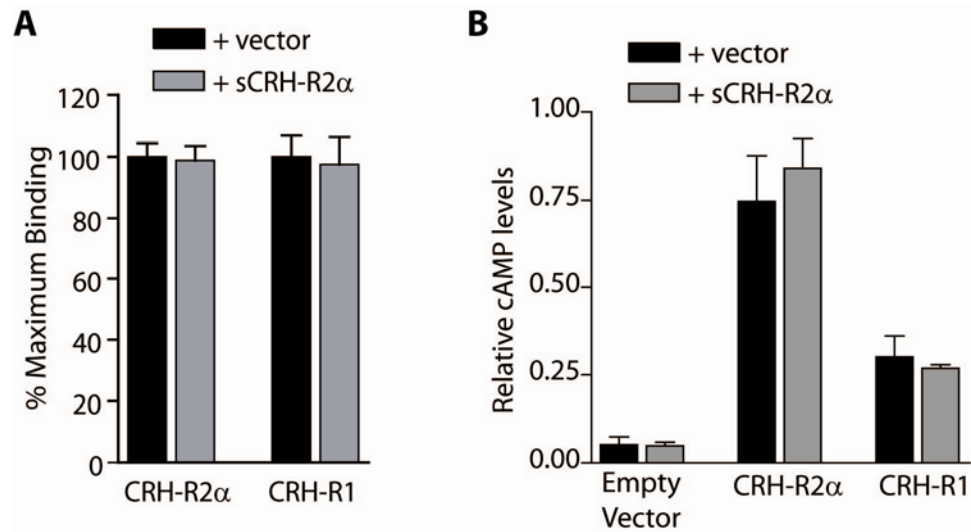 A
+ vector
+ sCRH-R2α
120
100
80
60
40
20
0
% Maximum Binding
CRH-R2α
CRH-R1
B
+ vector
+ sCRH-R2α
1.00
0.75
0.50
0.25
0.00
Relative cAMP levels
Empty
Vector
CRH-R2α
CRH-R1